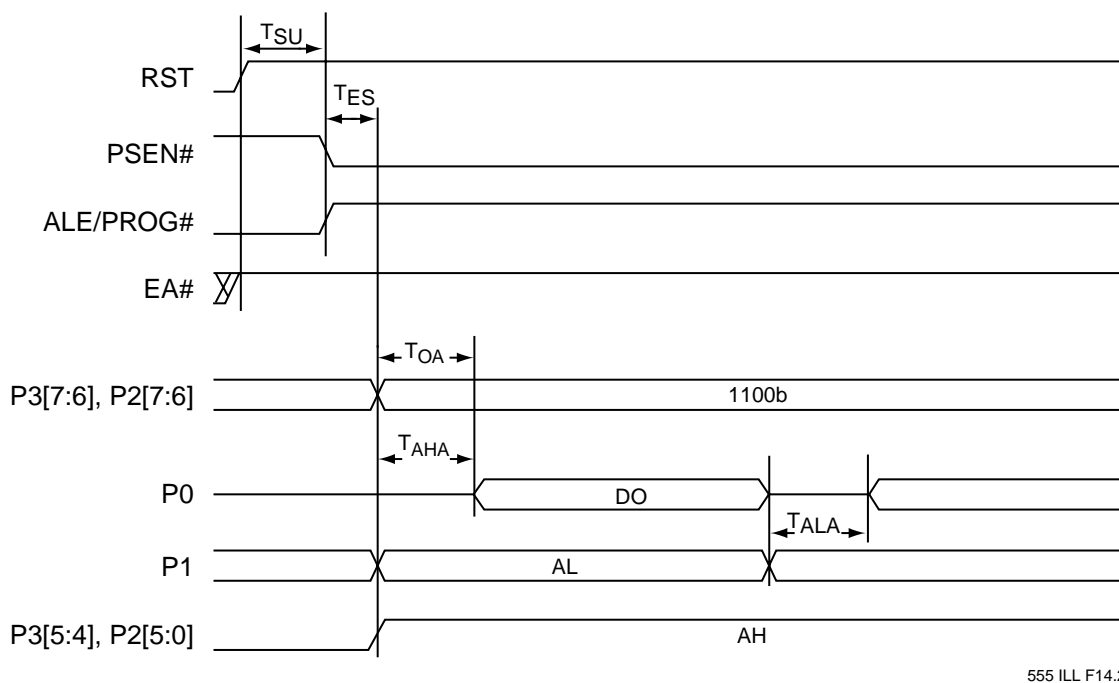 TSU
RST
TES
PSEN#
ALE/PROG#
EA#
TOA
P3[7:6], P2[7:6]
1100b
TAHA
P0
DO
TALA
P1
AL
P3[5:4], P2[5:0]
AH
555 ILL F14.